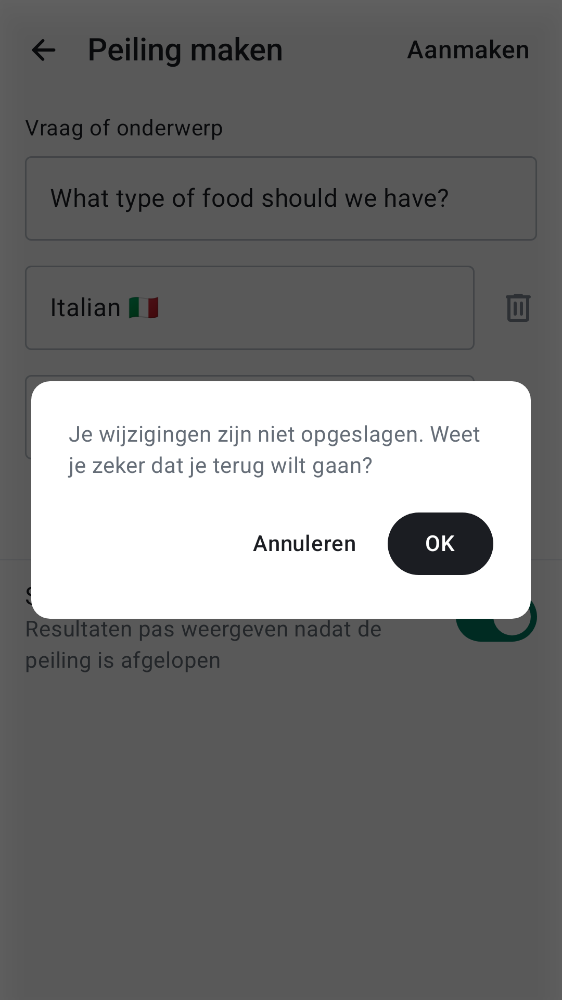 Peiling maken
Aanmaken
Vraag of onderwerp
What type of food should we have?
Italian 🇮🇹
Je wijzigingen zijn niet opgeslagen. Weet
je zeker dat je terug wilt gaan?
Annuleren
OK
Resultaten pas weergeven nadat de
peiling is afgelopen